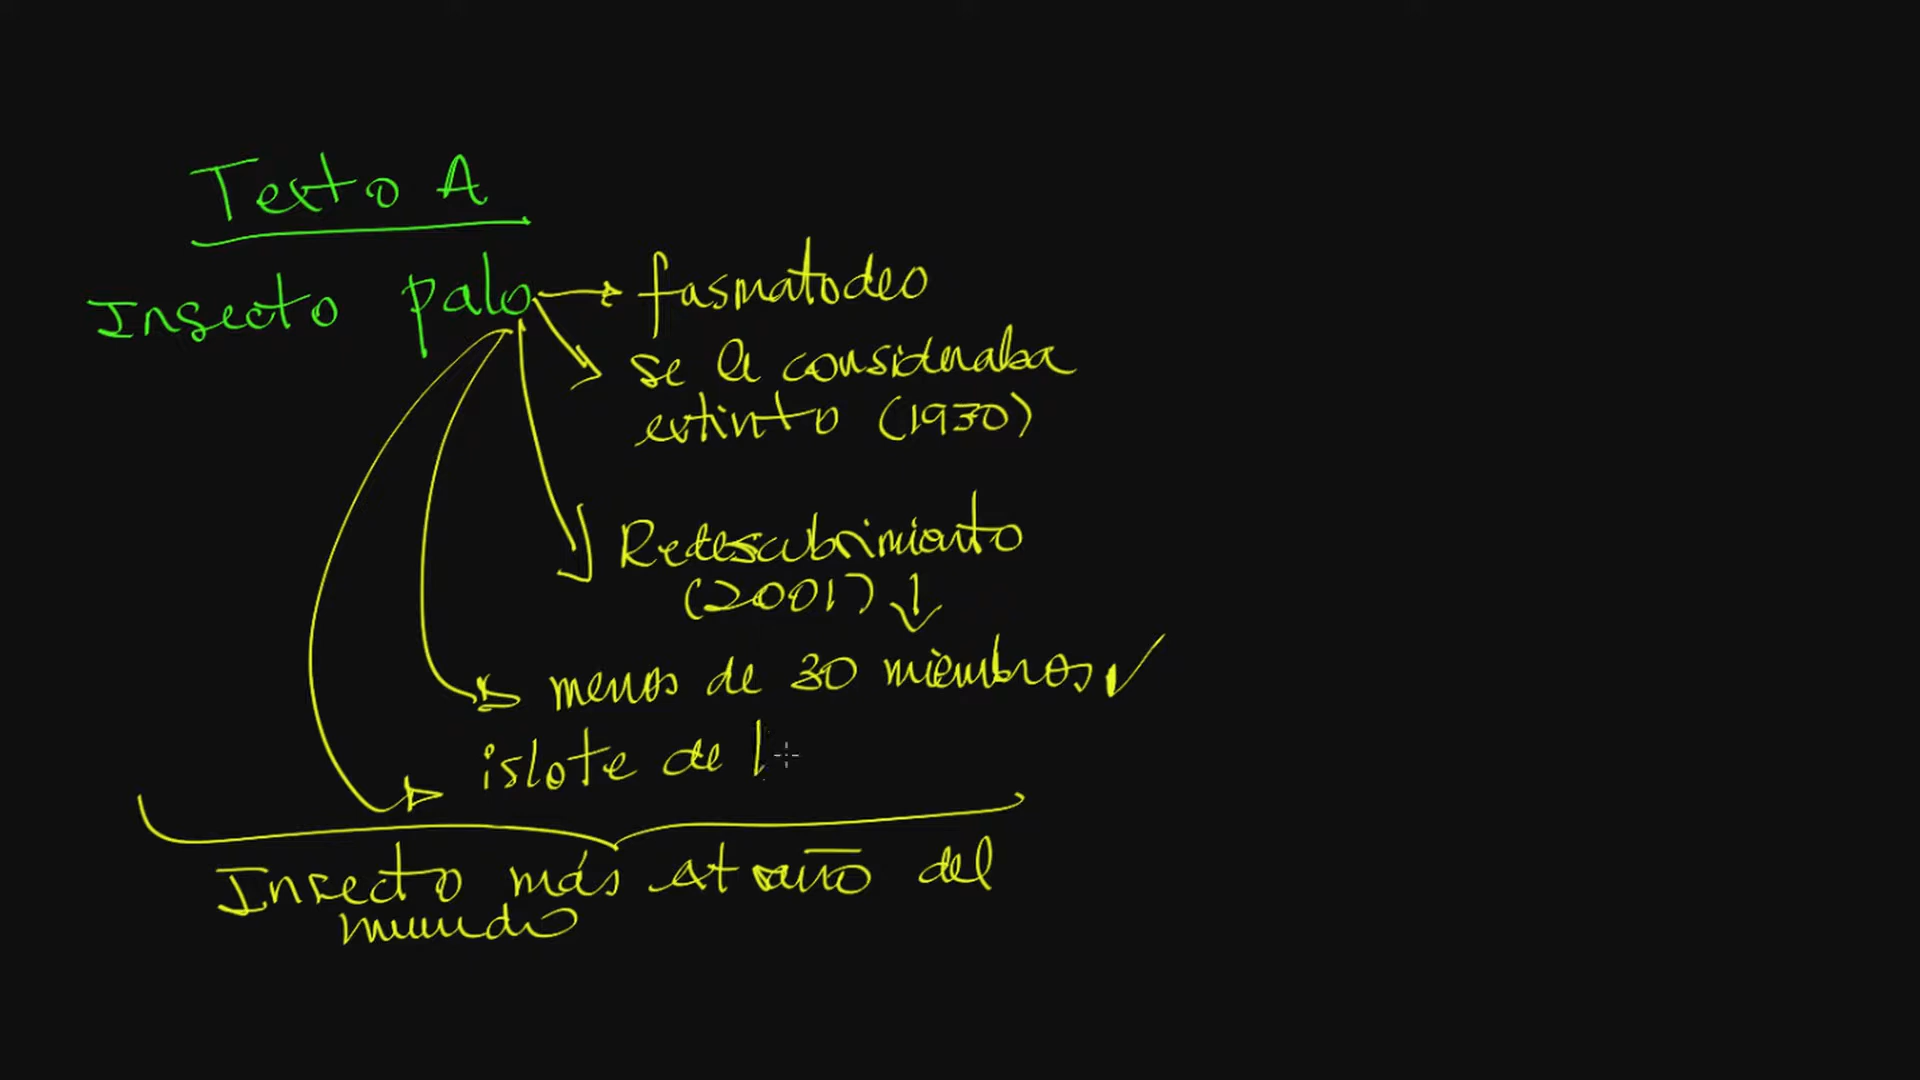 Texto A
Insecto palo
fasmatodeo
se le consideraba
extinto (1930)
Redescubrimiento
(2001)
menos de 30 miembros
islote de
Insecto más extraño del
mundo